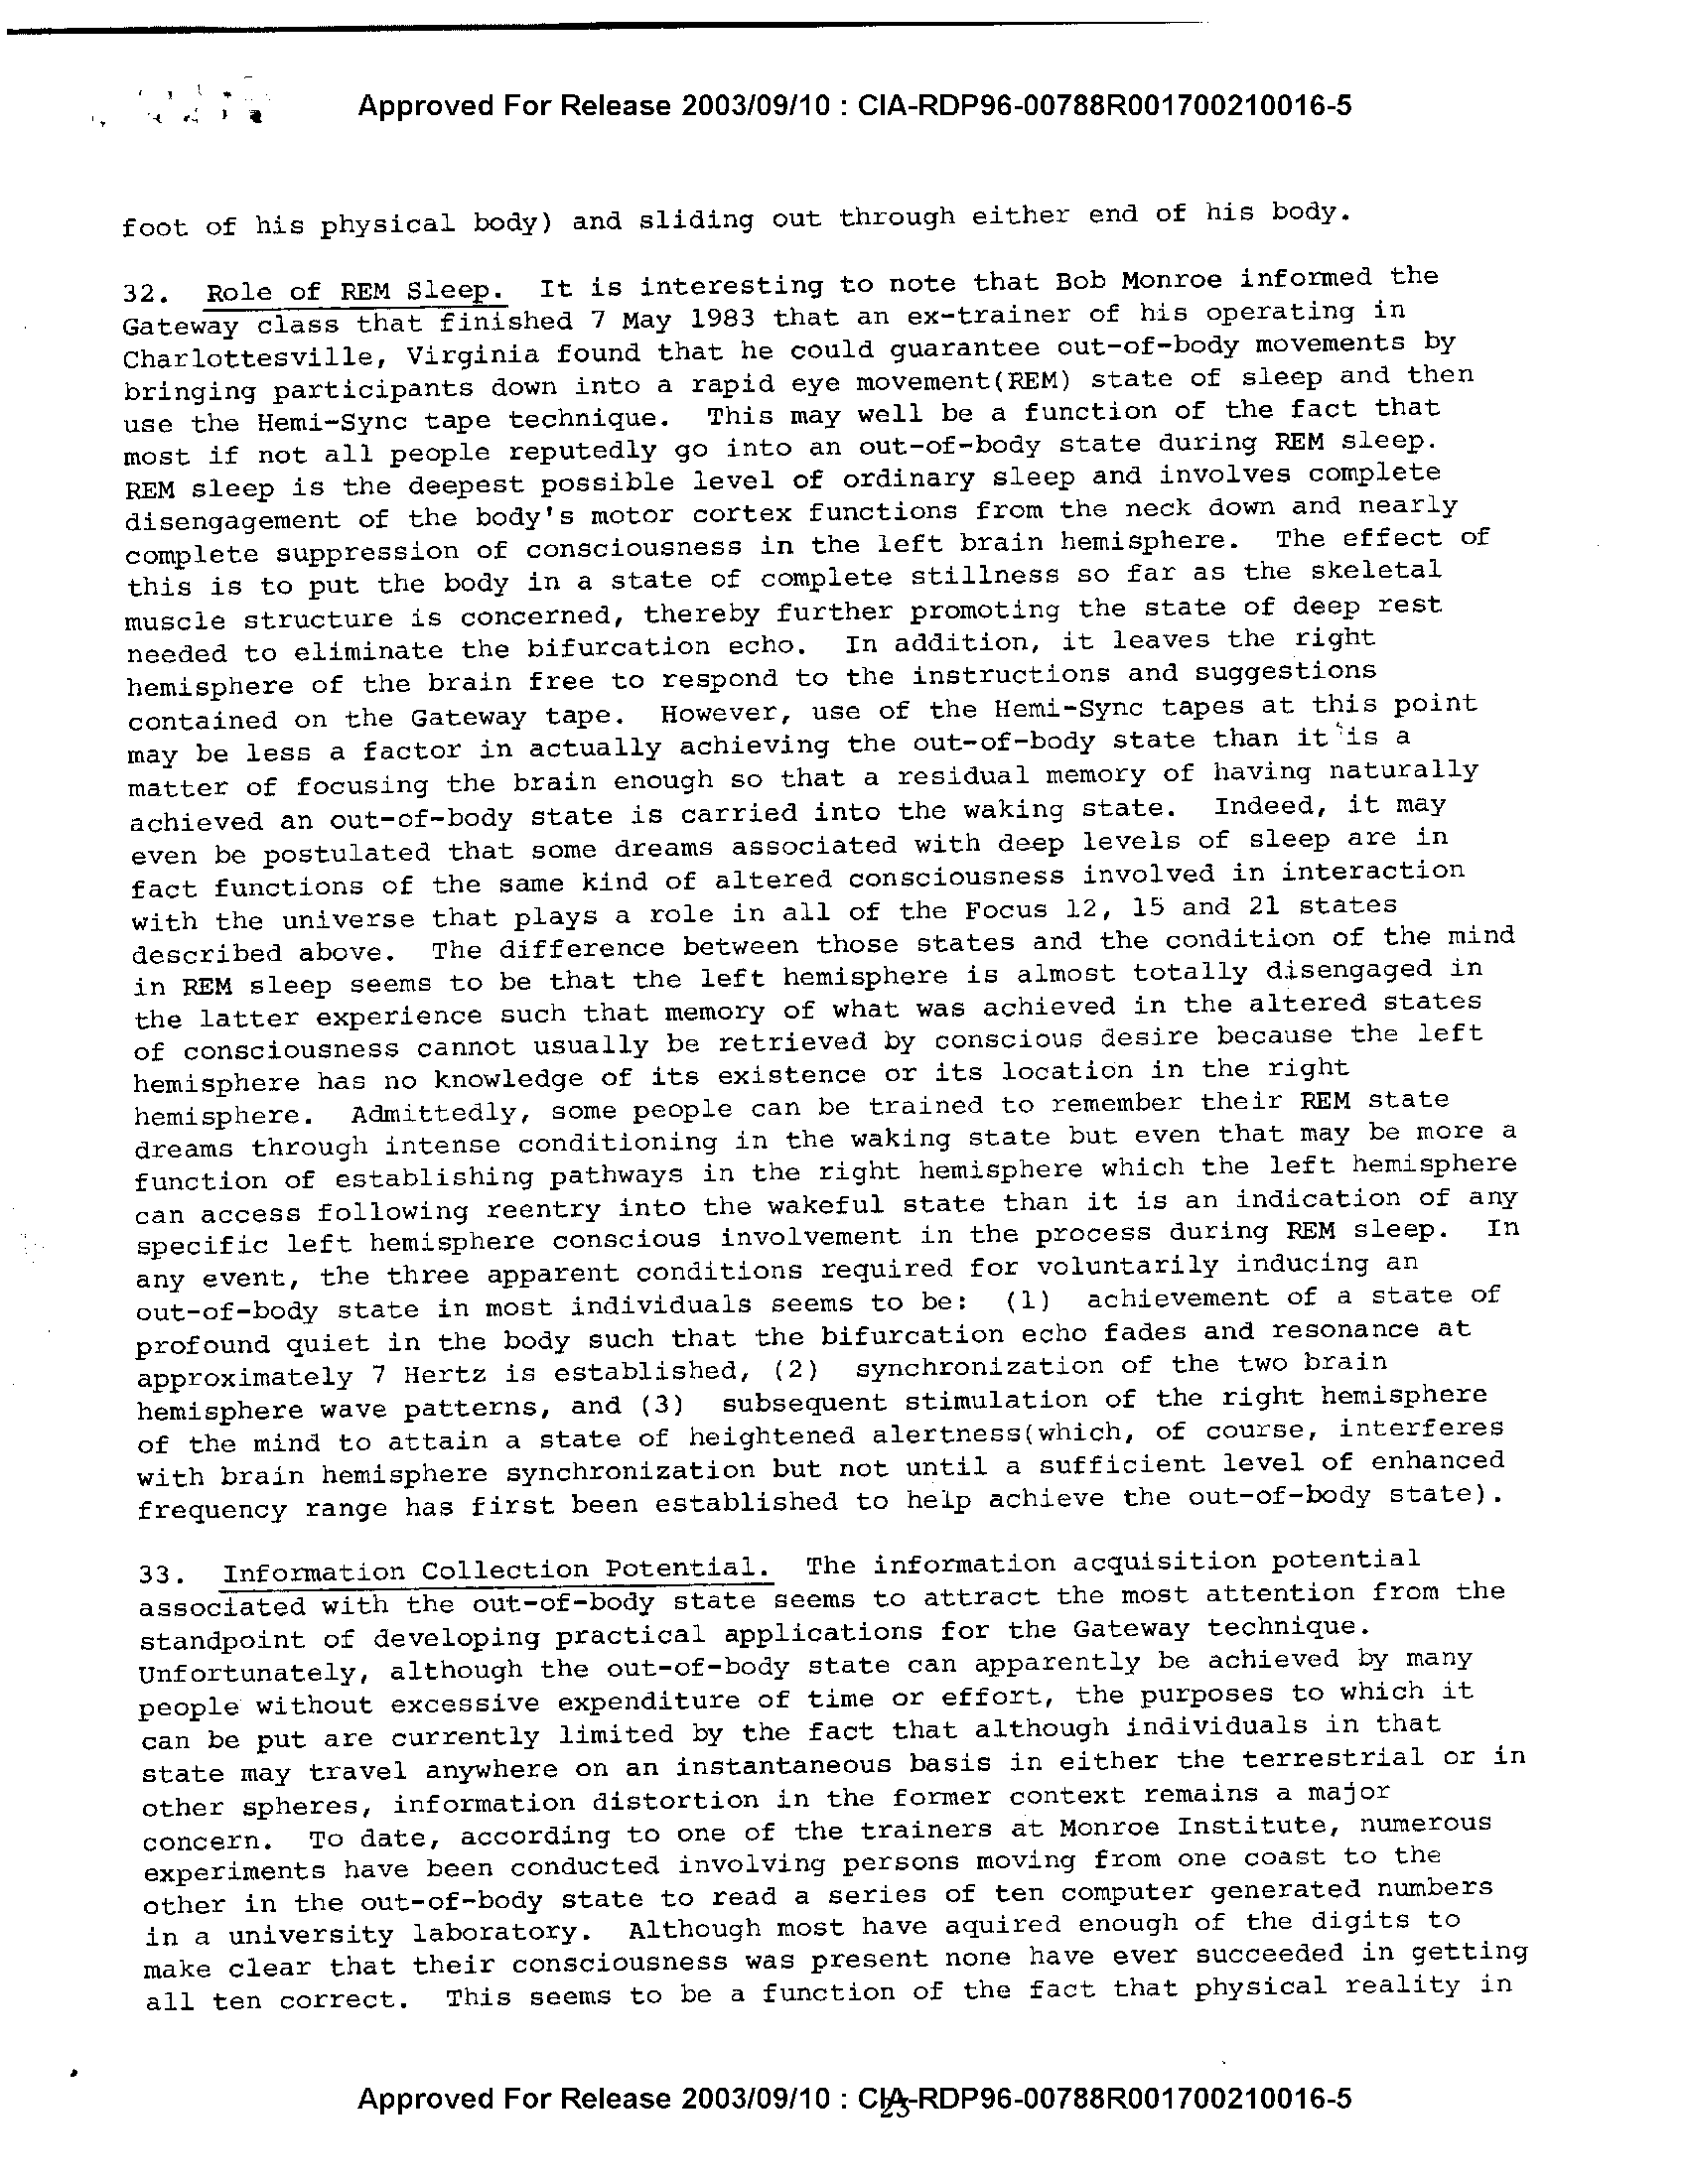 Approved For Release 2003/09/10 : CIA-RDP96-00788R001700210016-5
foot of his physical body) and sliding out through either end of his body.
32. Role of REM Sleep. It is interesting to note that Bob Monroe informed the
Gateway class that finished 7 May 1983 that an ex-trainer of his operating in
Charlottesville, Virginia found that he could guarantee out-of-body movements by
bringing participants down into a rapid eye movement(REM) state of sleep and then
use the Hemi-Sync tape technique. This may well be a function of the fact that
most if not all people reputedly go into an out-of-body state during REM sleep.
REM sleep is the deepest possible level of ordinary sleep and involves complete
disengagement of the body's motor cortex functions from the neck down and nearly
complete suppression of consciousness in the left brain hemisphere. The effect of
this is to put the body in a state of complete stillness so far as the skeletal
muscle structure is concerned, thereby further promoting the state of deep rest
needed to eliminate the bifurcation echo. In addition, it leaves the right
hemisphere of the brain free to respond to the instructions and suggestions
contained on the Gateway tape. However, use of the Hemi-Sync tapes at this point
may be less a factor in actually achieving the out-of-body state than it is a
matter of focusing the brain enough so that a residual memory of having naturally
achieved an out-of-body state is carried into the waking state. Indeed, it may
even be postulated that some dreams associated with deep levels of sleep are in
fact functions of the same kind of altered consciousness involved in interaction
with the universe that plays a role in all of the Focus 12, 15 and 21 states
described above. The difference between those states and the condition of the mind
in REM sleep seems to be that the left hemisphere is almost totally disengaged in
the latter experience such that memory of what was achieved in the altered states
of consciousness cannot usually be retrieved by conscious desire because the left
hemisphere has no knowledge of its existence or its location in the right
hemisphere. Admittedly, some people can be trained to remember their REM state
dreams through intense conditioning in the waking state but even that may be more a
function of establishing pathways in the right hemisphere which the left hemisphere
can access following reentry into the wakeful state than it is an indication of any
specific left hemisphere conscious involvement in the process during REM sleep. In
any event, the three apparent conditions required for voluntarily inducing an
out-of-body state in most individuals seems to be: (1) achievement of a state of
profound quiet in the body such that the bifurcation echo fades and resonance at
approximately 7 Hertz is established, (2) synchronization of the two brain
hemisphere wave patterns, and (3) subsequent stimulation of the right hemisphere
of the mind to attain a state of heightened alertness(which, of course, interferes
with brain hemisphere synchronization but not until a sufficient level of enhanced
frequency range has first been established to help achieve the out-of-body state).
33. Information Collection Potential. The information acquisition potential
associated with the out-of-body state seems to attract the most attention from the
standpoint of developing practical applications for the Gateway technique.
Unfortunately, although the out-of-body state can apparently be achieved by many
people without excessive expenditure of time or effort, the purposes to which it
can be put are currently limited by the fact that although individuals in that
state may travel anywhere on an instantaneous basis in either the terrestrial or in
other spheres, information distortion in the former context remains a major
concern. To date, according to one of the trainers at Monroe Institute, numerous
experiments have been conducted involving persons moving from one coast to the
other in the out-of-body state to read a series of ten computer generated numbers
in a university laboratory. Although most have aquired enough of the digits to
make clear that their consciousness was present none have ever succeeded in getting
all ten correct. This seems to be a function of the fact that physical reality in
Approved For Release 2003/09/10 : CIA-RDP96-00788R001700210016-5
23